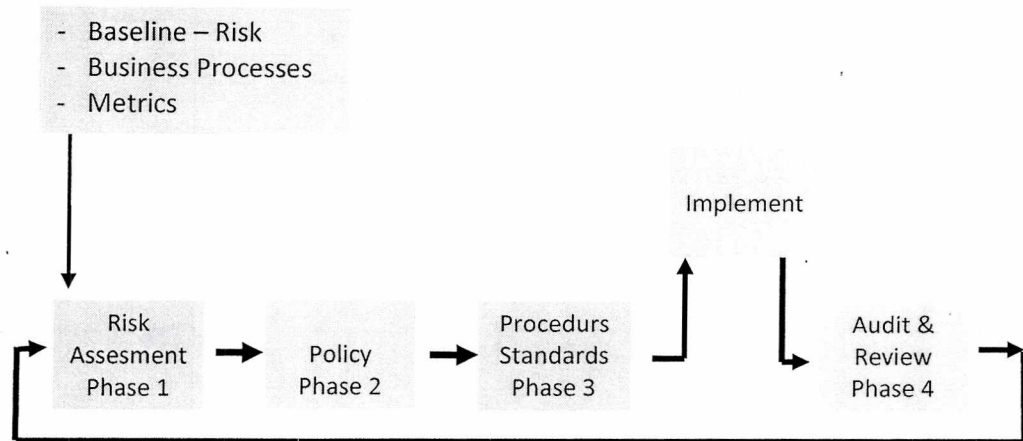 - Baseline – Risk
- Business Processes
- Metrics
Implement
Risk
Assesment
Phase 1
Policy
Phase 2
Procedurs
Standards
Phase 3
Audit &
Review
Phase 4